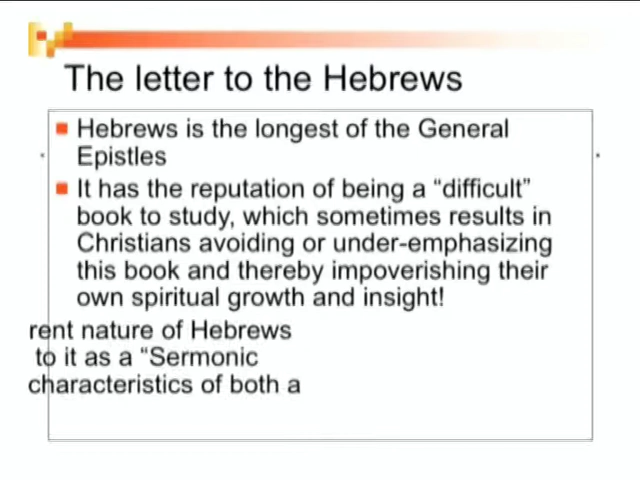 The letter to the Hebrews
Hebrews is the longest of the General
Epistles
It has the reputation of being a “difficult”
book to study, which sometimes results in
Christians avoiding or under-emphasizing
this book and thereby impoverishing their
own spiritual growth and insight!
rent nature of Hebrews
to it as a “Sermonic
characteristics of both a